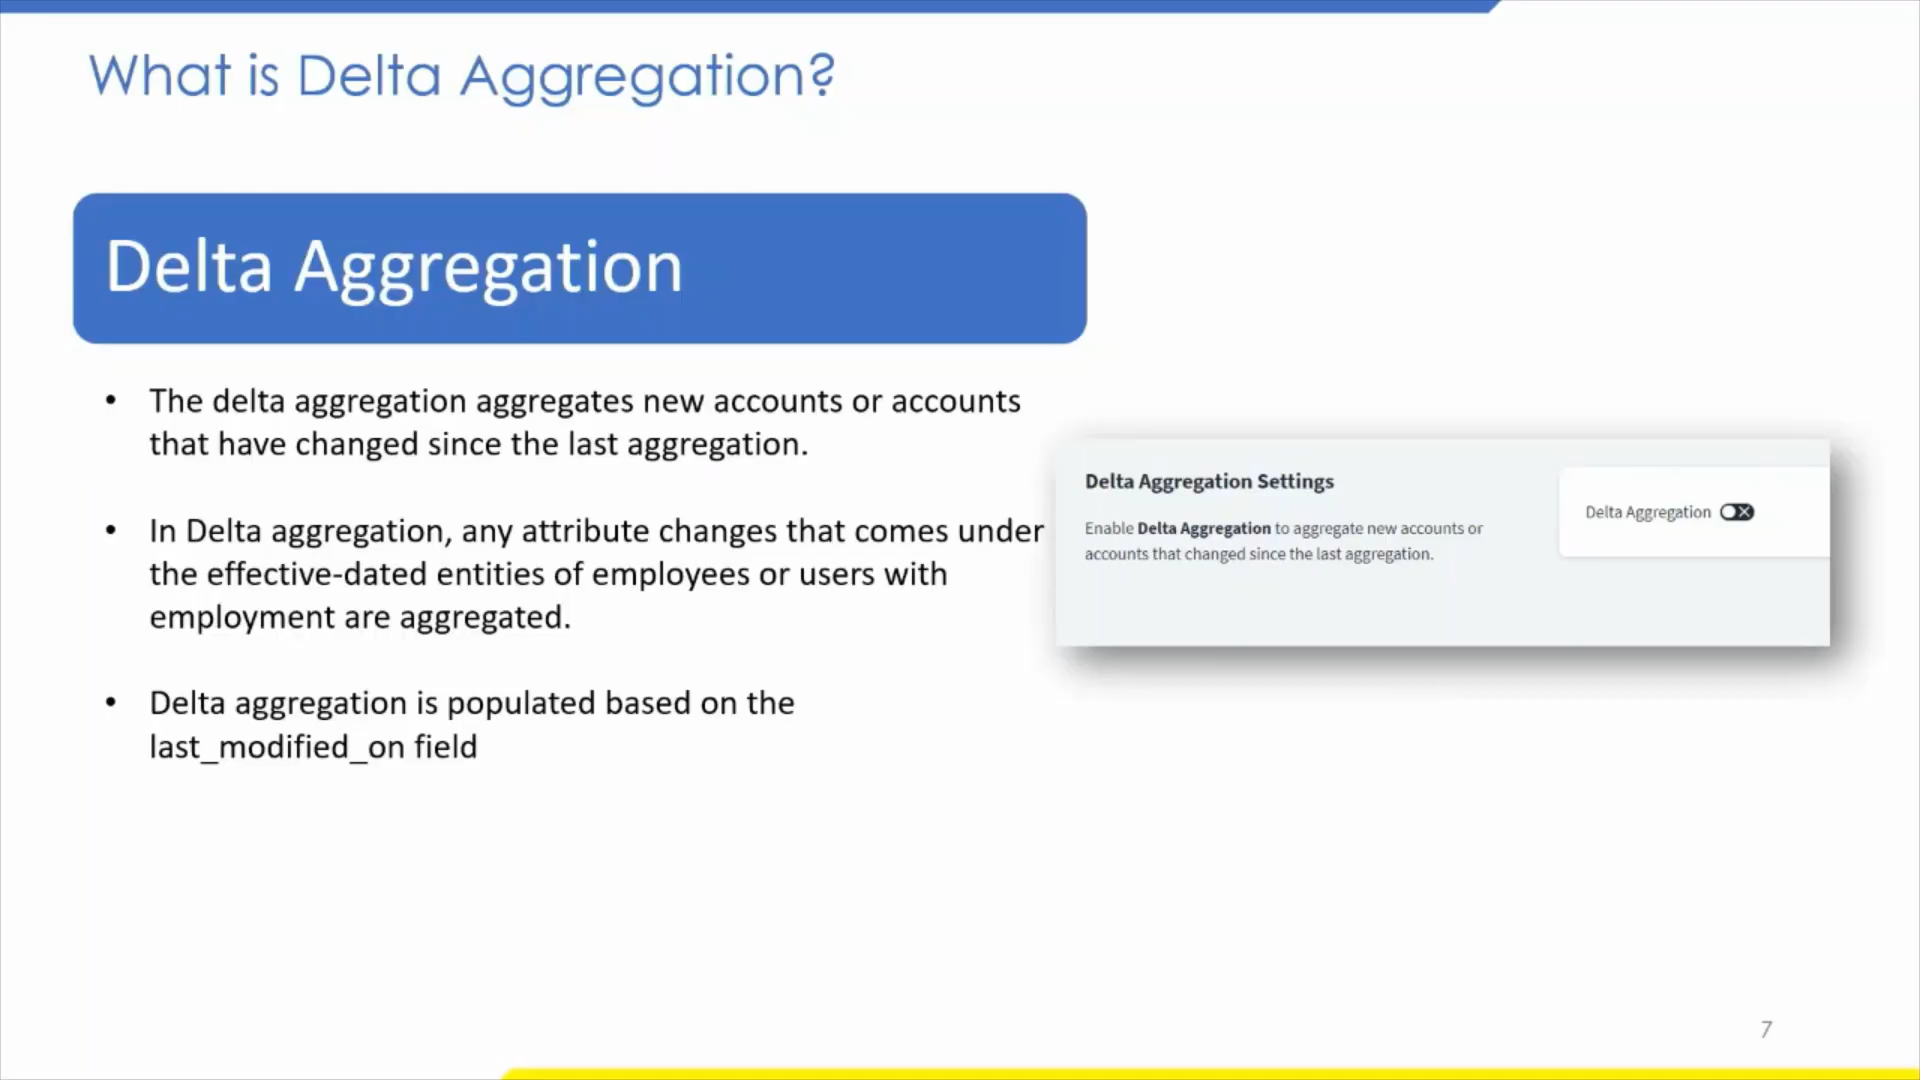 What is Delta Aggregation?
Delta Aggregation
• The delta aggregation aggregates new accounts or accounts
that have changed since the last aggregation.
• In Delta aggregation, any attribute changes that comes under
the effective-dated entities of employees or users with
employment are aggregated.
• Delta aggregation is populated based on the
last_modified_on field
Delta Aggregation Settings
Enable Delta Aggregation to aggregate new accounts or
accounts that changed since the last aggregation.
Delta Aggregation
7